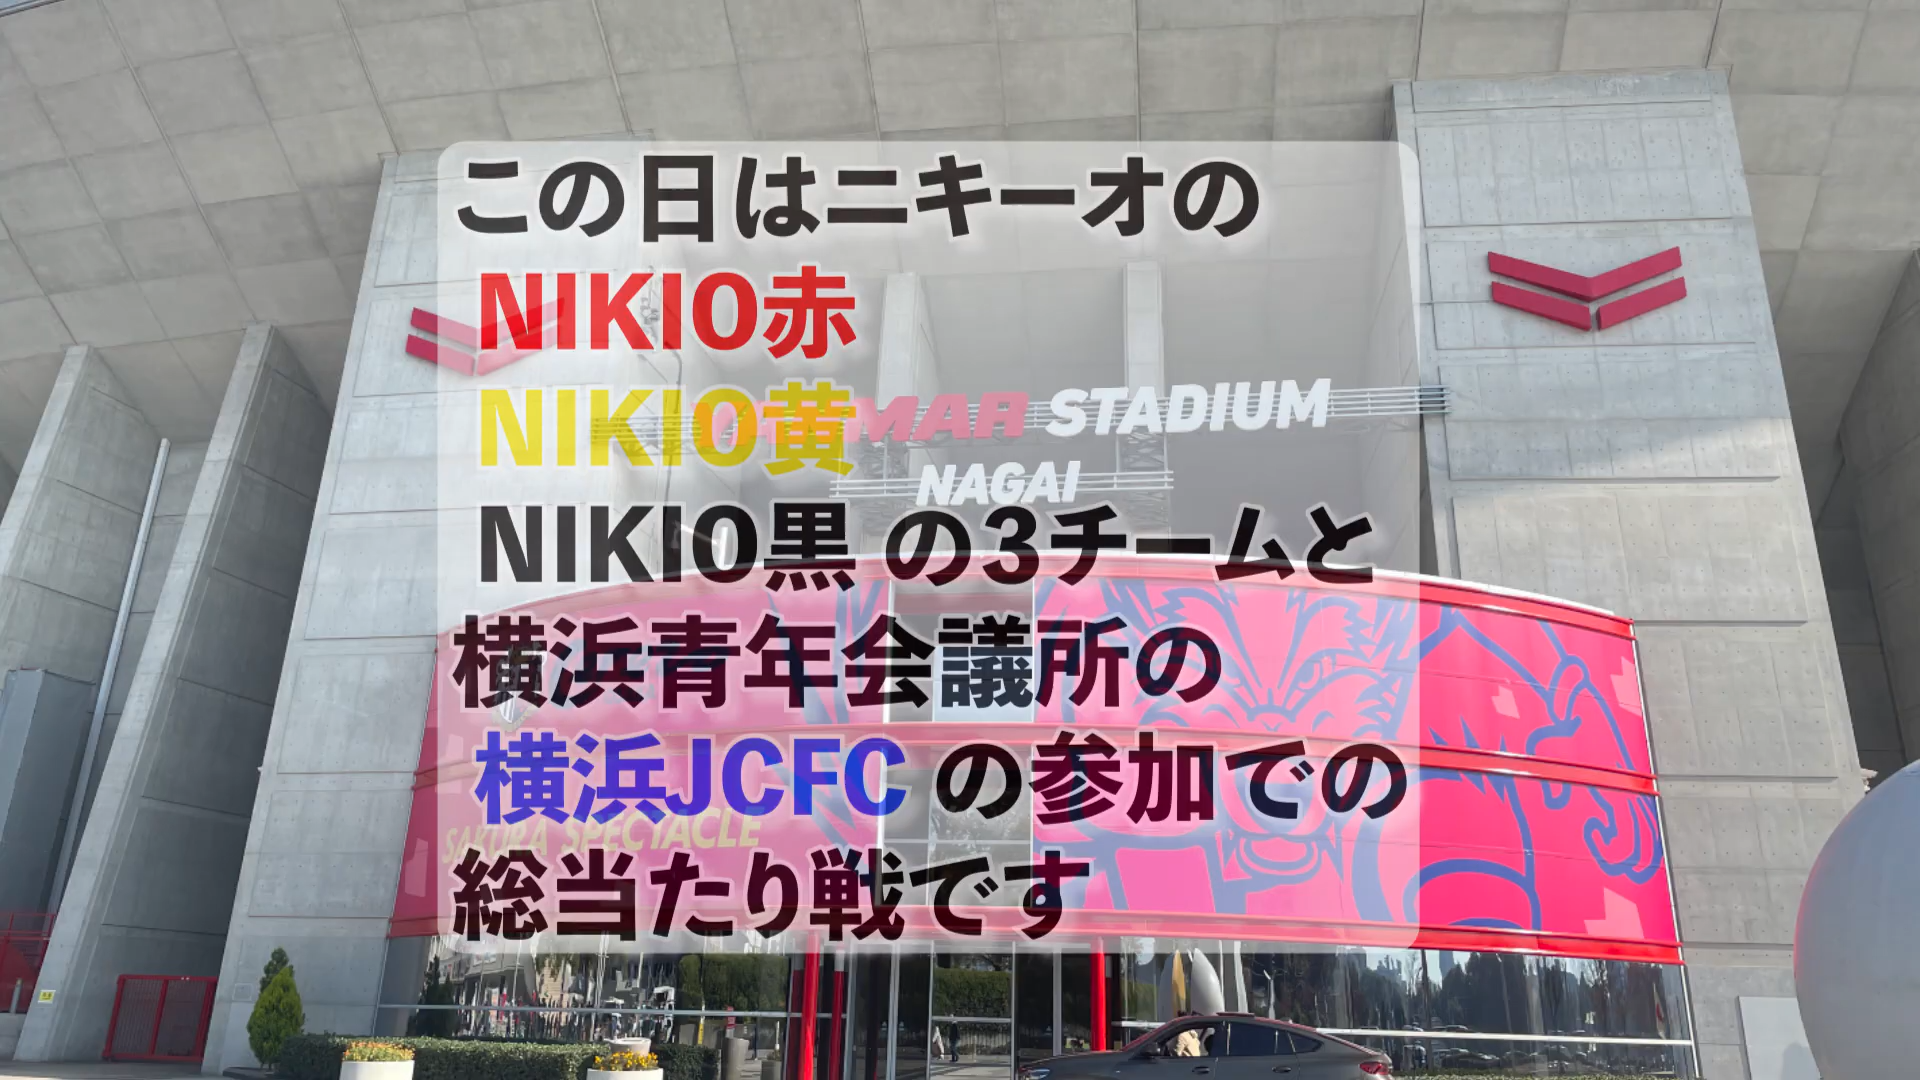 この日はニキーオの
NIKIO赤
NIKIO黄
NIKIO黒 の3チームと
横浜青年会議所の
横浜JCFC の参加での
総当たり戦です
YANMAR STADIUM
NAGAI
SAKURA SPECTACLE